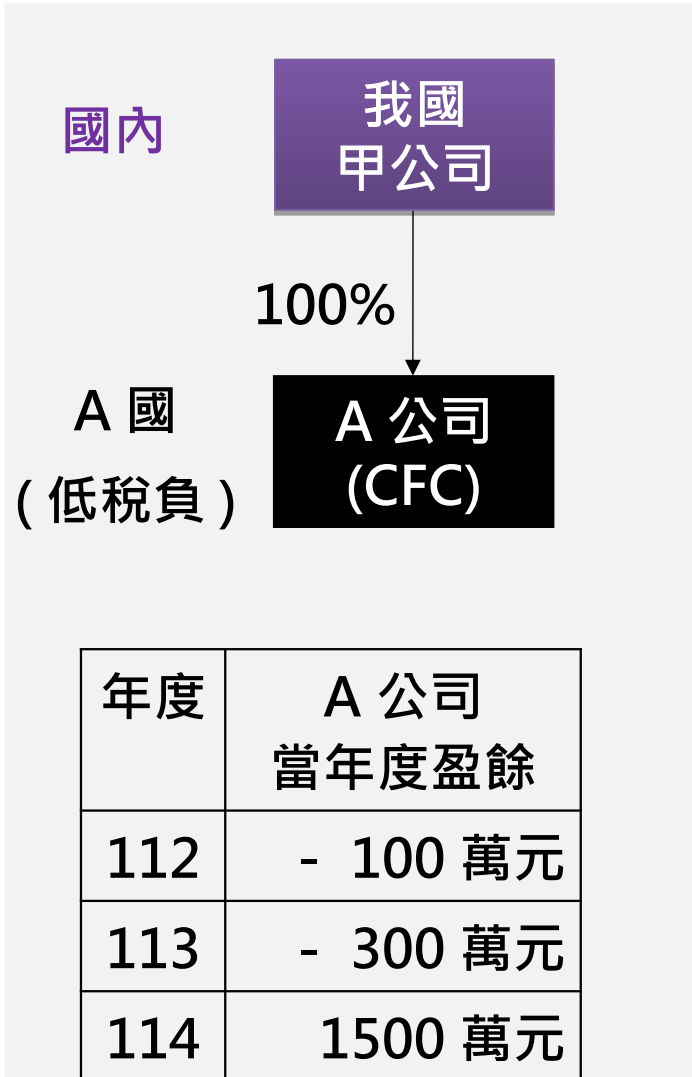 國內
我國
甲公司
100%
A 國
(低稅負)
A 公司
(CFC)
年度
A 公司
當年度盈餘
112
- 100 萬元
113
- 300 萬元
114
1500 萬元